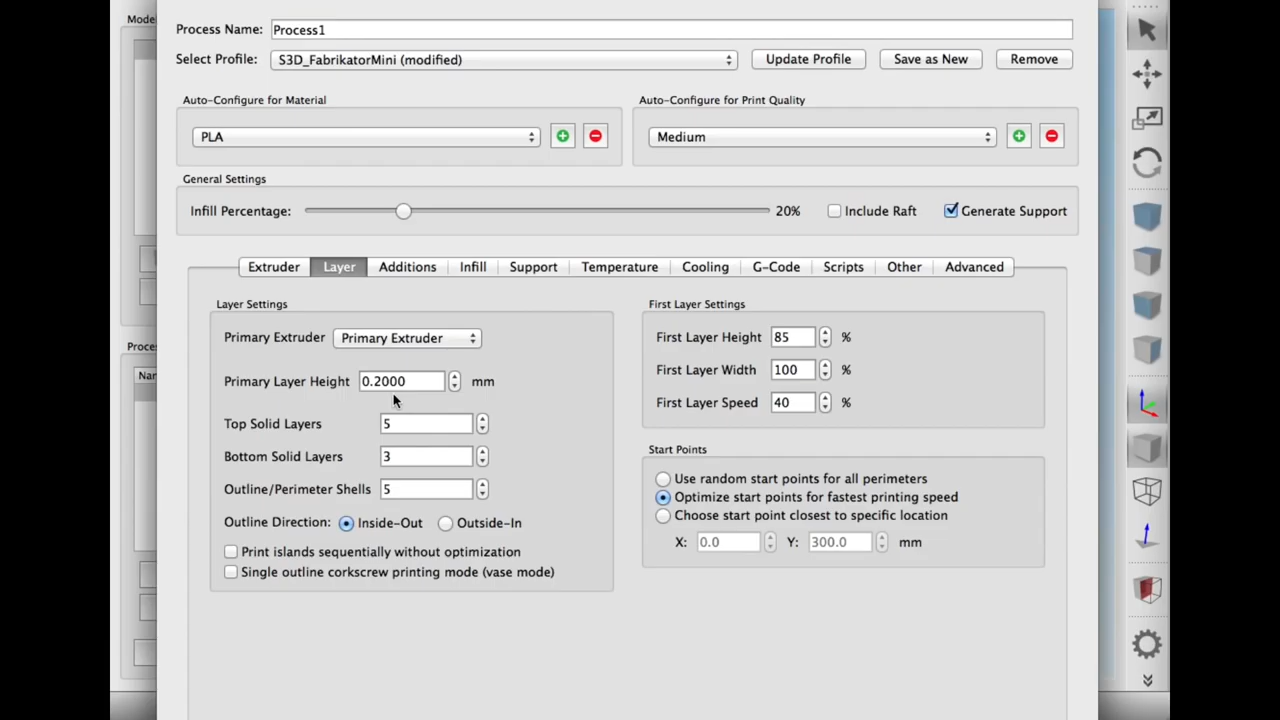 Mode
Process Name: Process1
Select Profile: S3D_FabrikatorMini (modified) Update Profile Save as New Remove
Auto-Configure for Material Auto-Configure for Print Quality
PLA Medium
General Settings
Infill Percentage: 20% Include Raft Generate Support
Extruder Layer Additions Infill Support Temperature Cooling G-Code Scripts Other Advanced
Layer Settings First Layer Settings
Primary Extruder Primary Extruder First Layer Height 85 %
Proces
Nar
Primary Layer Height 0.2000 mm First Layer Width 100 %
Top Solid Layers 5 First Layer Speed 40 %
Bottom Solid Layers 3 Start Points
Outline/Perimeter Shells 5 Use random start points for all perimeters
Outline Direction: Inside-Out Outside-In Optimize start points for fastest printing speed
Print islands sequentially without optimization Choose start point closest to specific location
Single outline corkscrew printing mode (vase mode) X: 0.0 Y: 300.0 mm